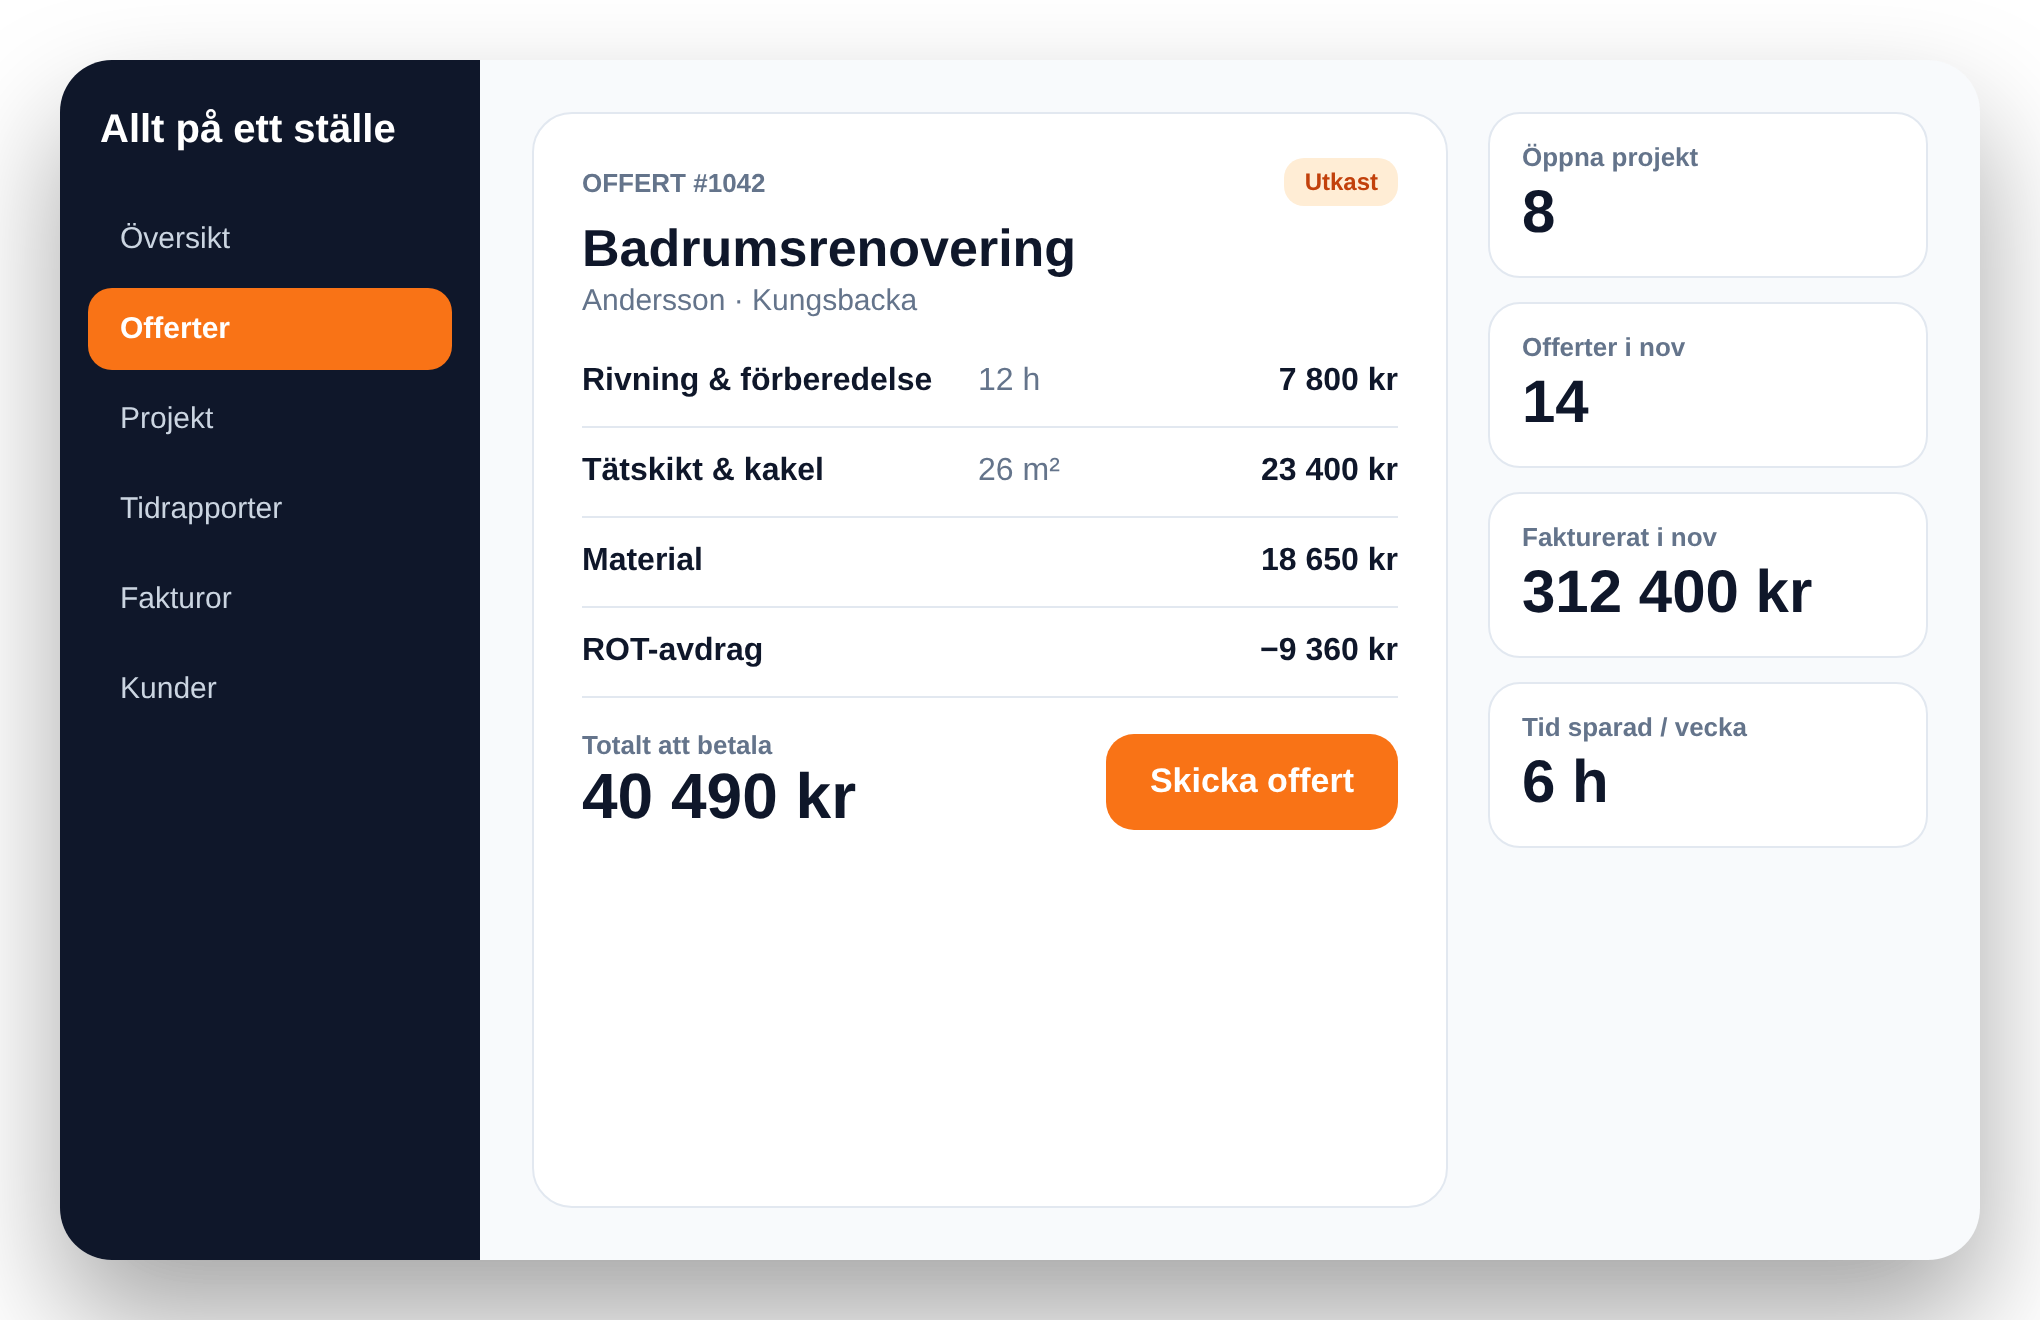 Allt på ett ställe
Översikt
Offerter
Projekt
Tidrapporter
Fakturor
Kunder
OFFERT #1042
Utkast
Badrumsrenovering
Andersson · Kungsbacka
Rivning & förberedelse 12 h 7 800 kr
Tätskikt & kakel 26 m² 23 400 kr
Material 18 650 kr
ROT-avdrag −9 360 kr
Totalt att betala
40 490 kr
Skicka offert
Öppna projekt
8
Offerter i nov
14
Fakturerat i nov
312 400 kr
Tid sparad / vecka
6 h